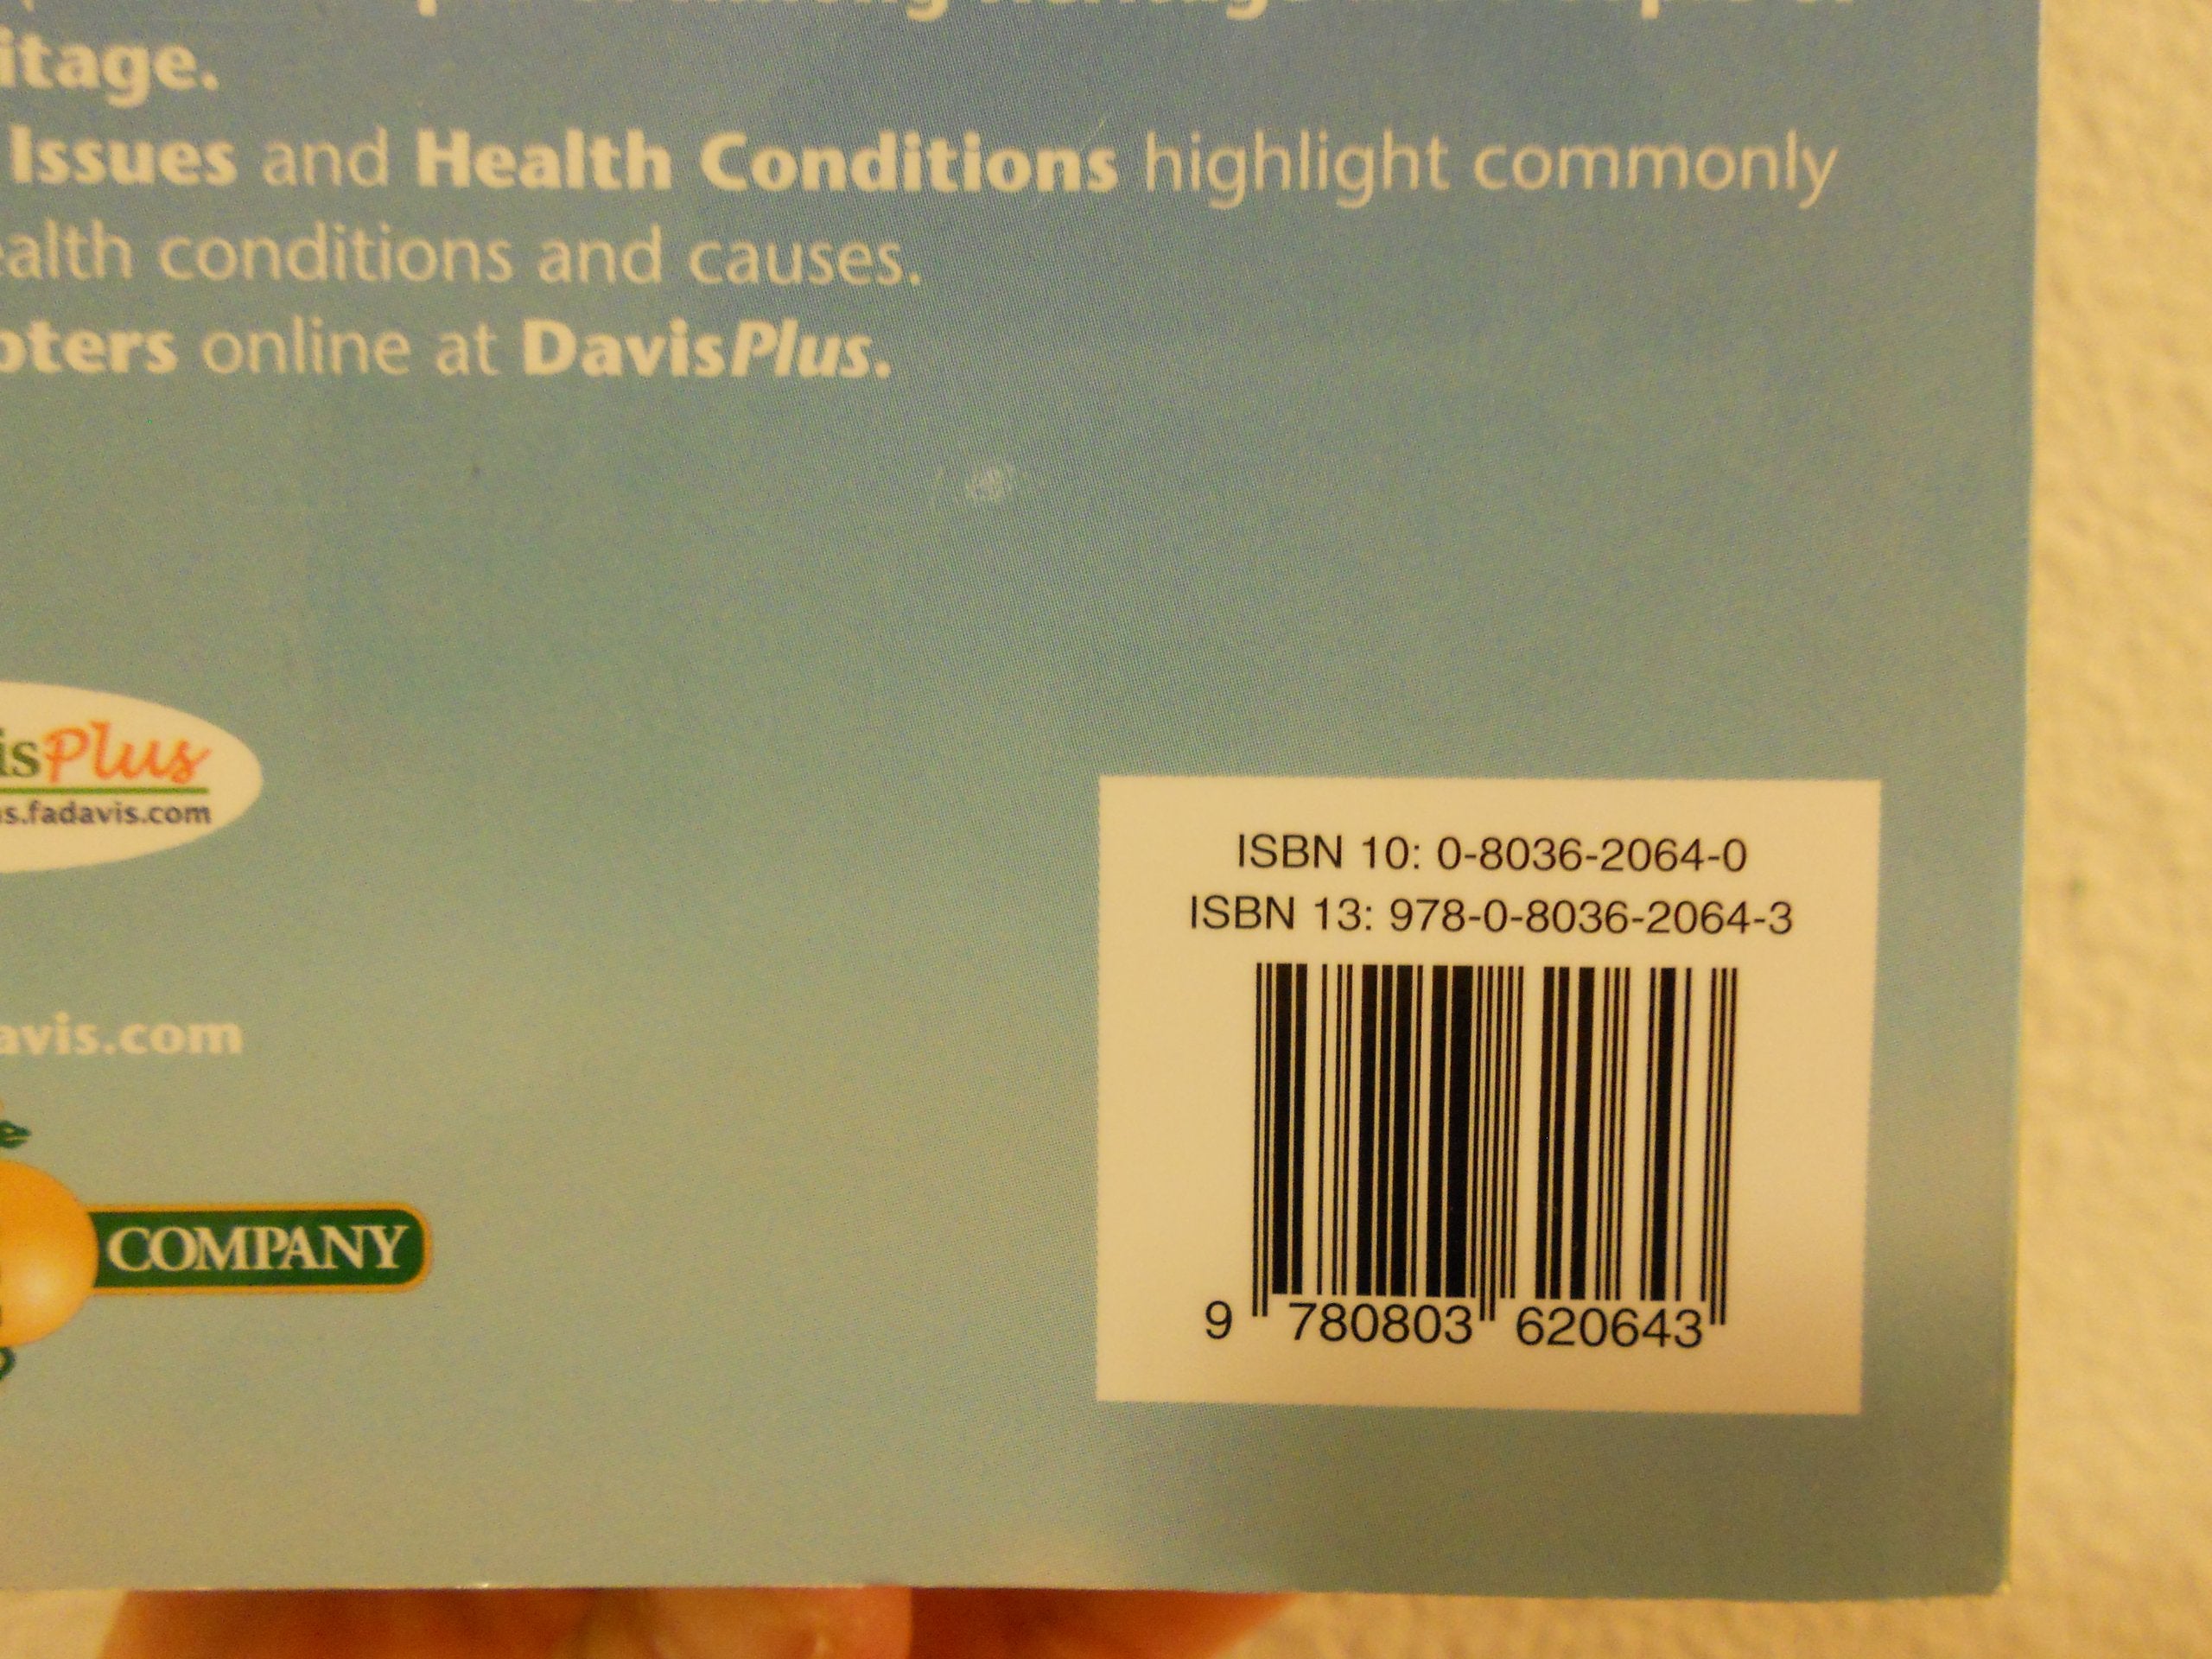 itage.
Issues and Health Conditions highlight commonly
ealth conditions and causes.
pters online at DavisPlus.
isPlus
s.fadavis.com
ISBN 10: 0-8036-2064-0
ISBN 13: 978-0-8036-2064-3
avis.com
COMPANY
9 780803 620643